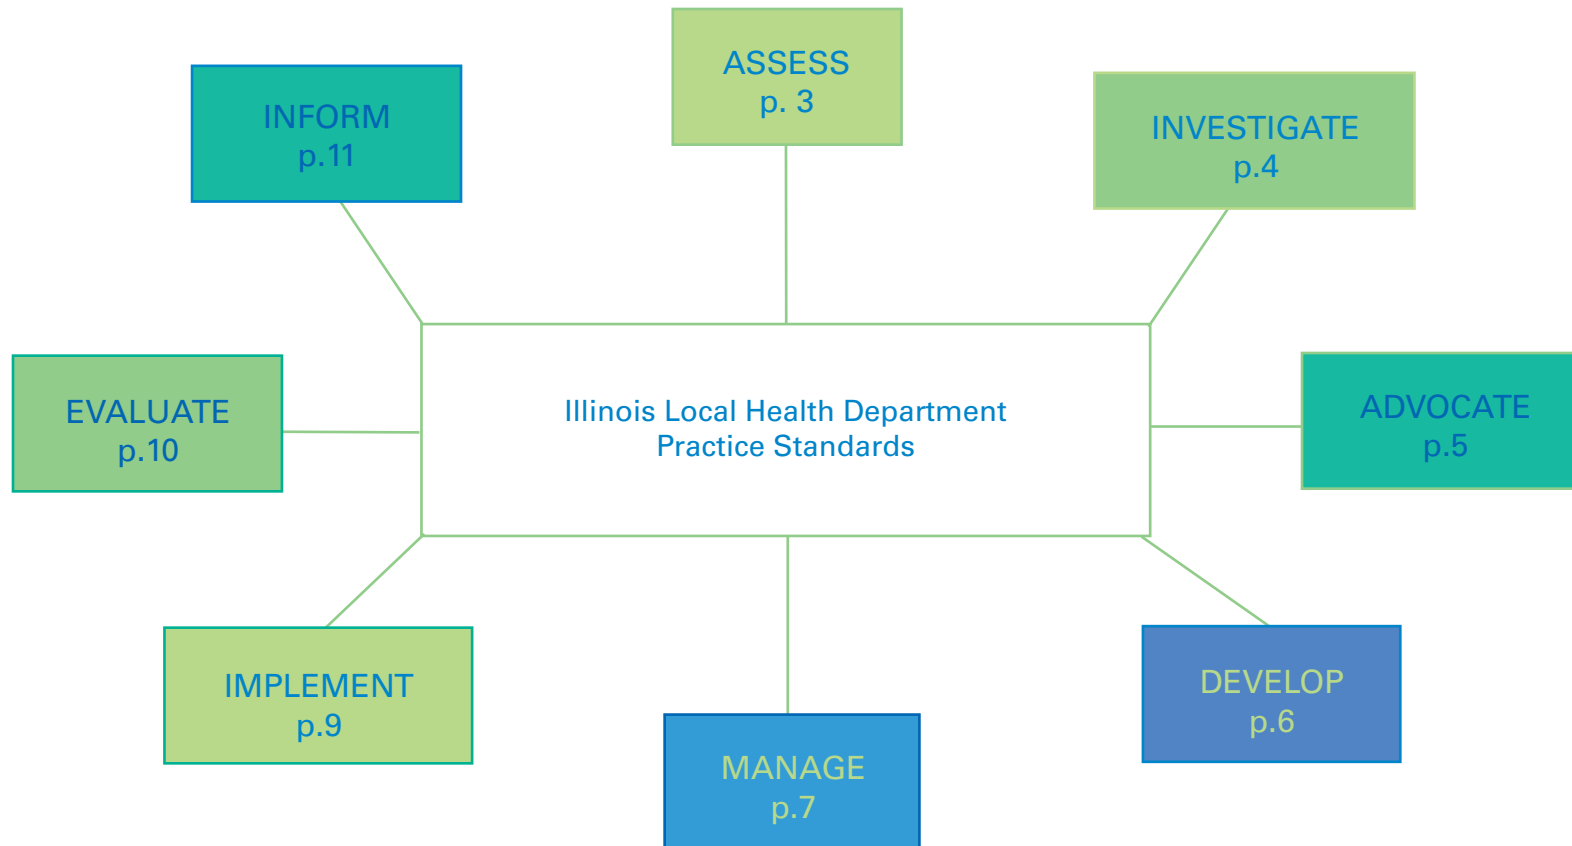 ASSESS
p. 3
INVESTIGATE
p.4
ADVOCATE
p.5
DEVELOP
p.6
MANAGE
p.7
IMPLEMENT
p.9
EVALUATE
p.10
INFORM
p.11
Illinois Local Health Department
Practice Standards